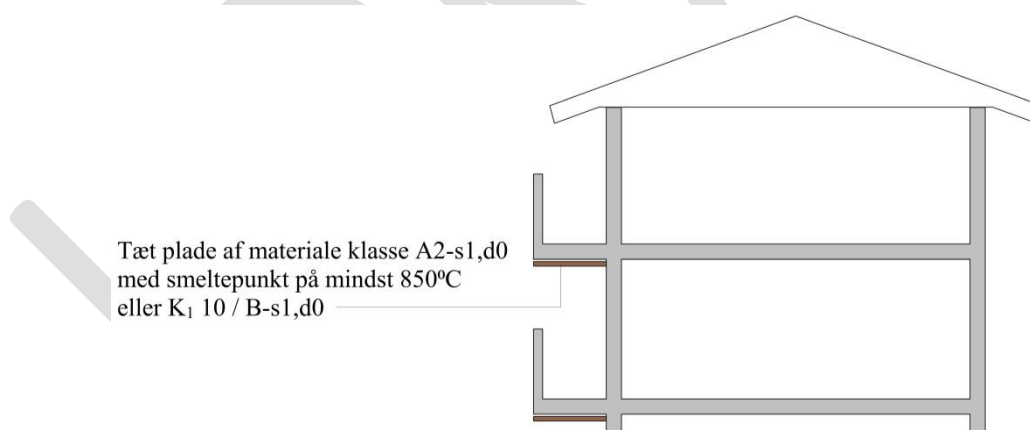 Tæt plade af materiale klasse A2-s1,d0
med smeltepunkt på mindst 850ºC
eller K₁ 10 / B-s1,d0